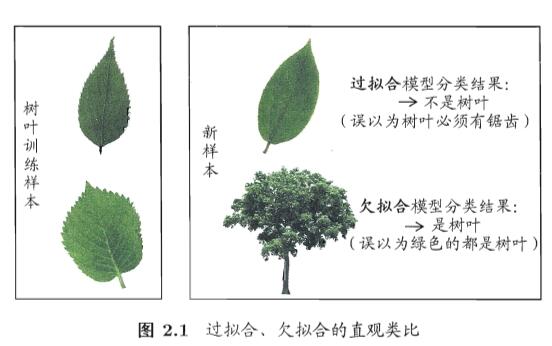 树叶训练样本
新样本
过拟合模型分类结果:
→ 不是树叶
(误以为树叶必须有锯齿)
欠拟合模型分类结果:
→ 是树叶
(误以为绿色的都是树叶)
图 2.1 过拟合、欠拟合的直观类比